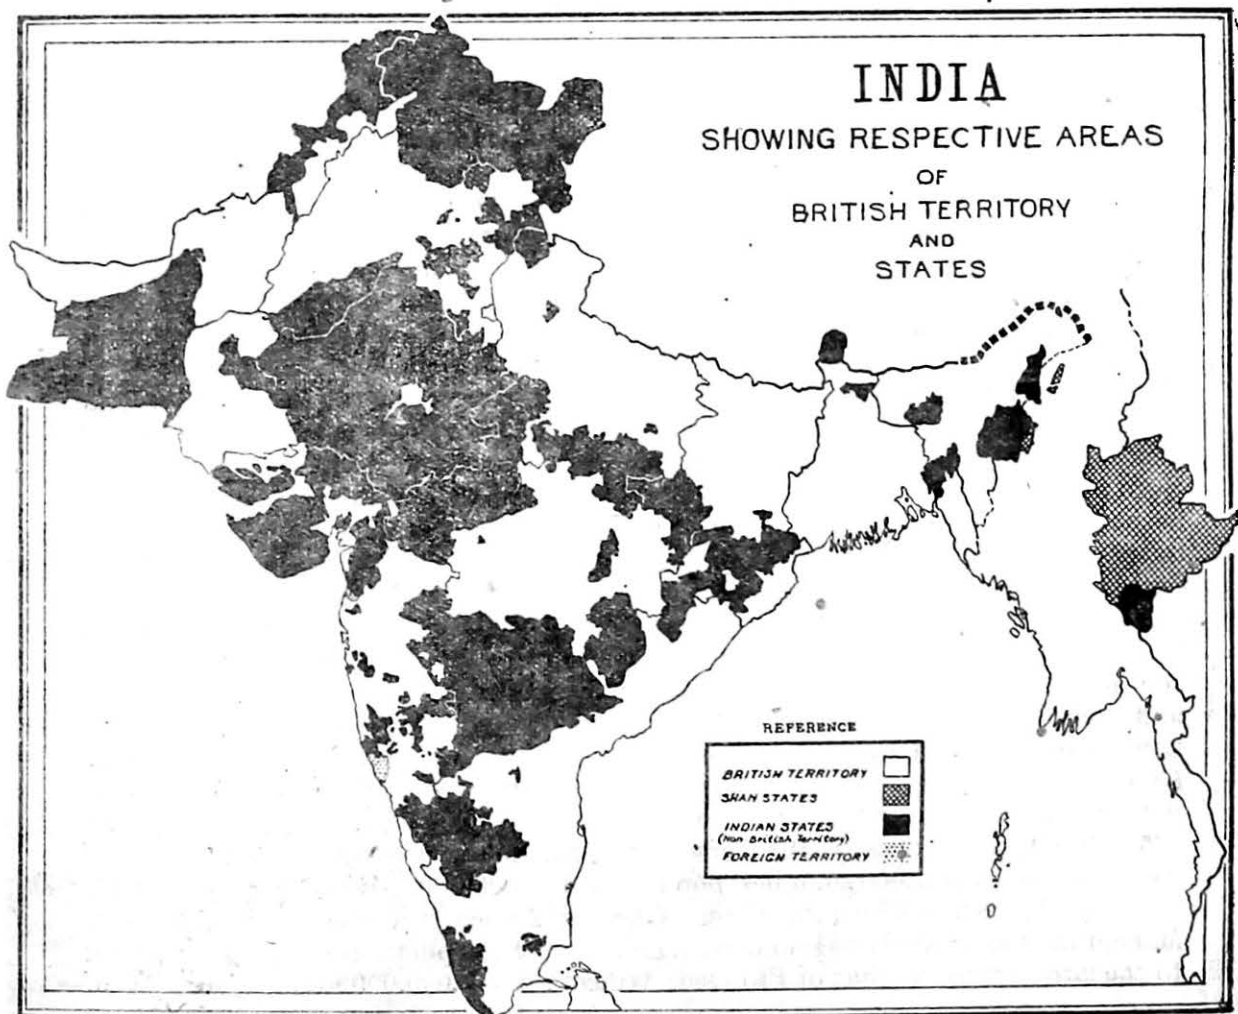 INDIA
SHOWING RESPECTIVE AREAS
OF
BRITISH TERRITORY
AND
STATES
REFERENCE
BRITISH TERRITORY
SHAN STATES
INDIAN STATES
(Non British Territory)
FOREIGN TERRITORY